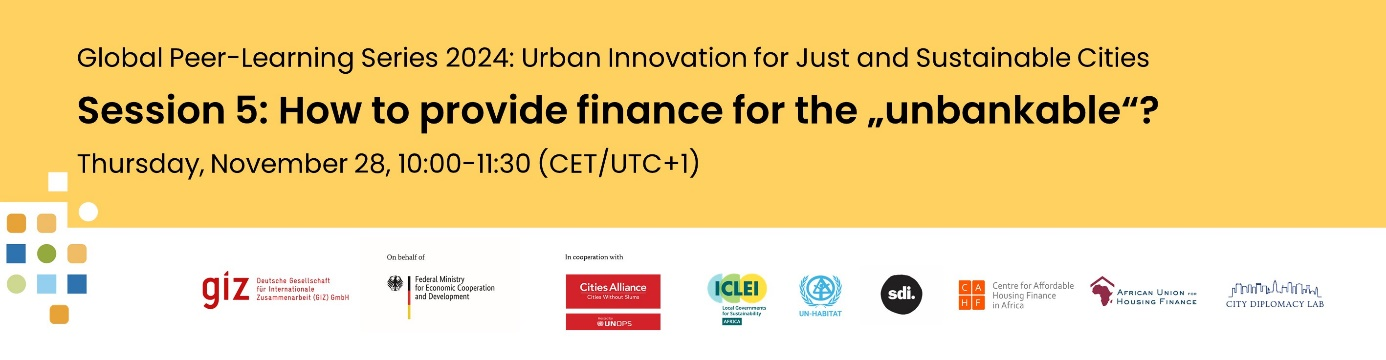 Global Peer-Learning Series 2024: Urban Innovation for Just and Sustainable Cities
Session 5: How to provide finance for the „unbankable“?
Thursday, November 28, 10:00-11:30 (CET/UTC+1)
On behalf of
In cooperation with
giz
Deutsche Gesellschaft
für Internationale
Zusammenarbeit (GIZ) GmbH
Federal Ministry
for Economic Cooperation
and Development
Cities Alliance
Cities Without Slums
UNOPS
ICLEI
Local Governments
for Sustainability
AFRICA
UN-HABITAT
sdi.
CAHF
Centre for Affordable
Housing Finance
in Africa
AFRICAN UNION FOR
HOUSING FINANCE
CITY DIPLOMACY LAB